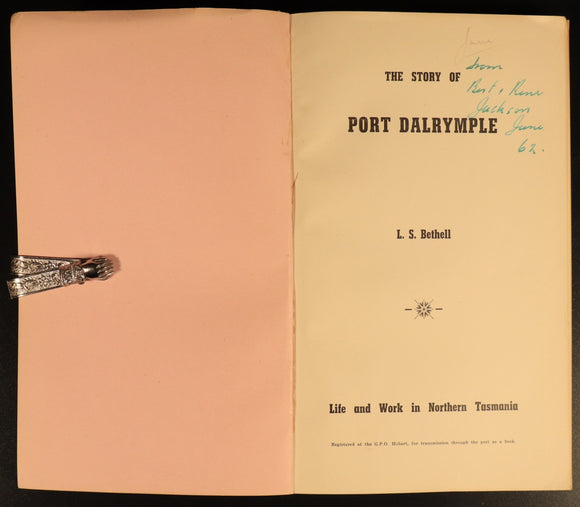 from
THE STORY OF
Bert & Rene
Jackson
June
62.
PORT DALRYMPLE
L. S. Bethell
Life and Work in Northern Tasmania
Registered at the G.P.O. Hobart, for transmission through the post as a book.